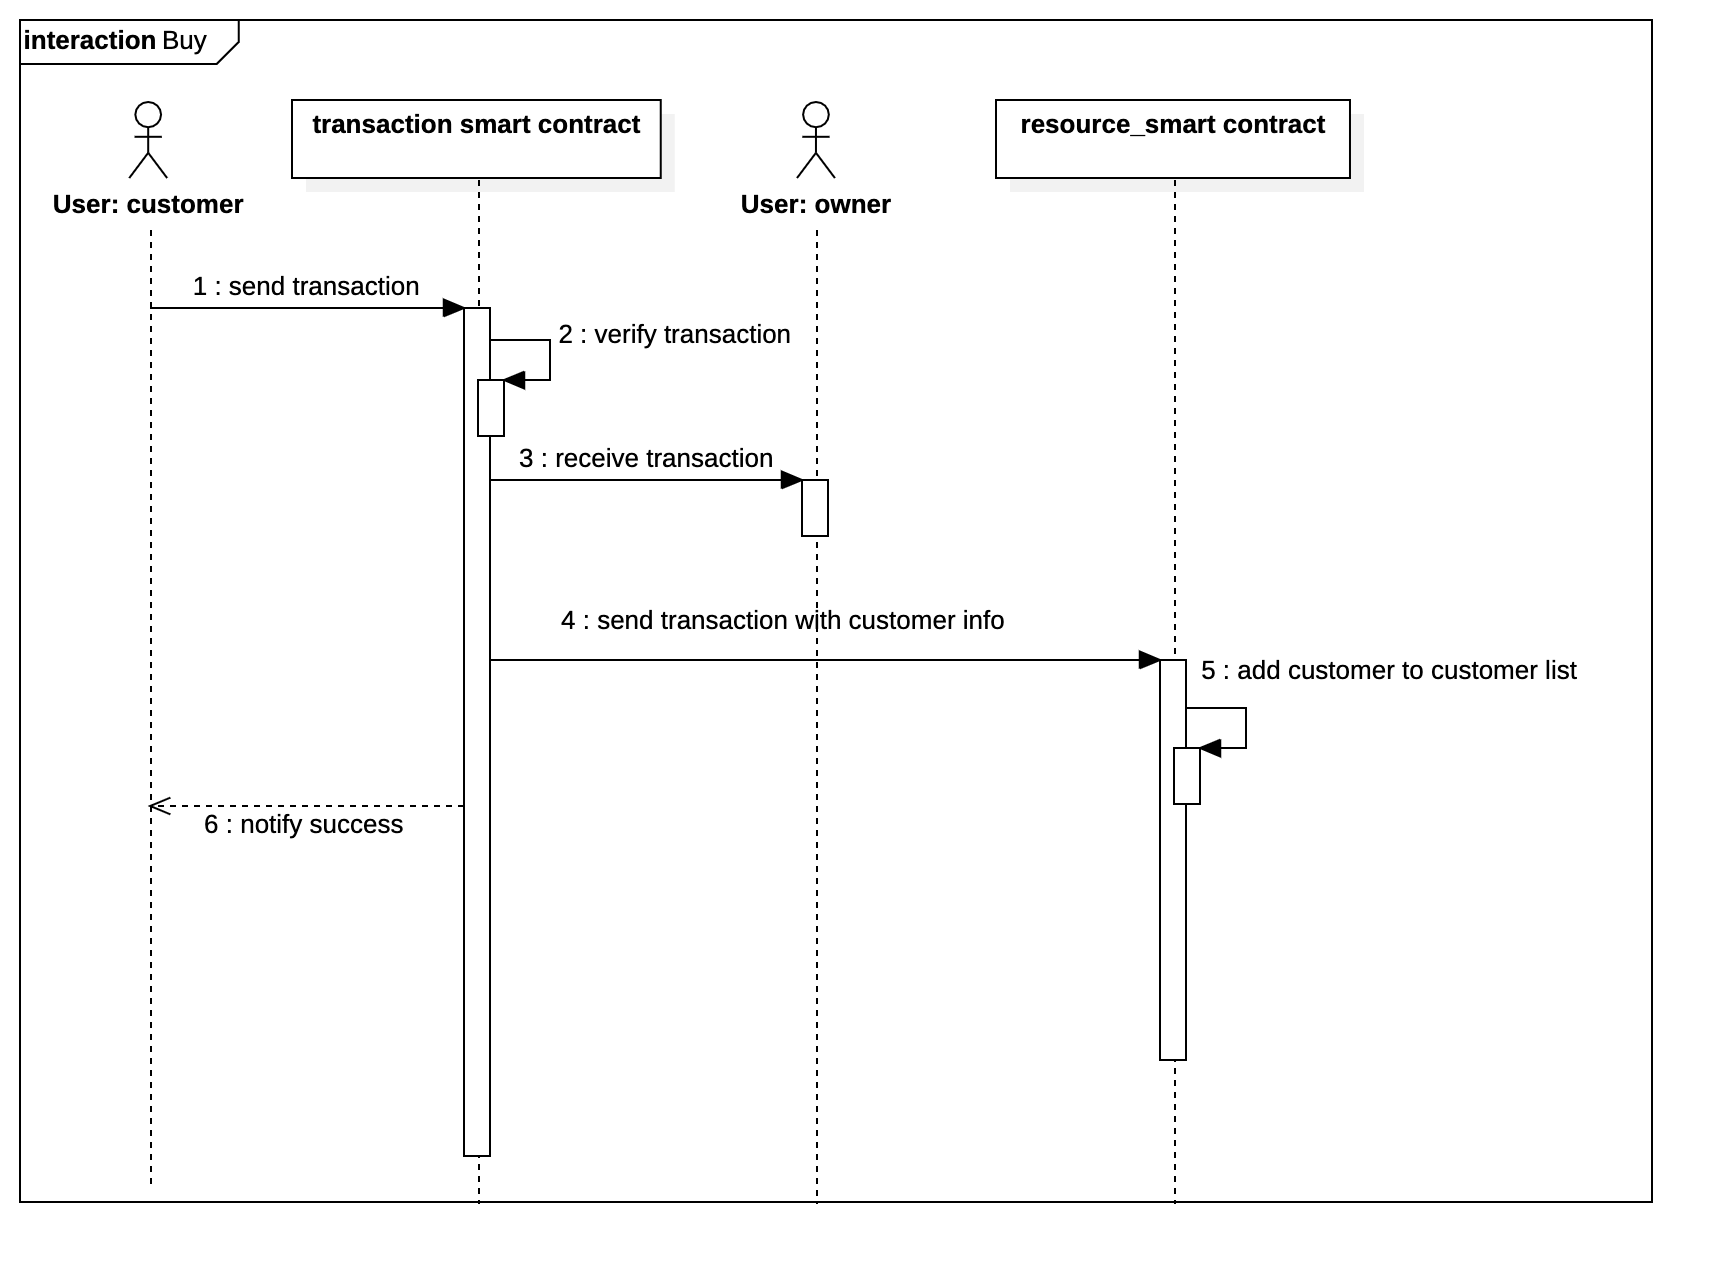 interaction Buy
transaction smart contract
resource_smart contract
User: customer
User: owner
1 : send transaction
2 : verify transaction
3 : receive transaction
4 : send transaction with customer info
5 : add customer to customer list
6 : notify success